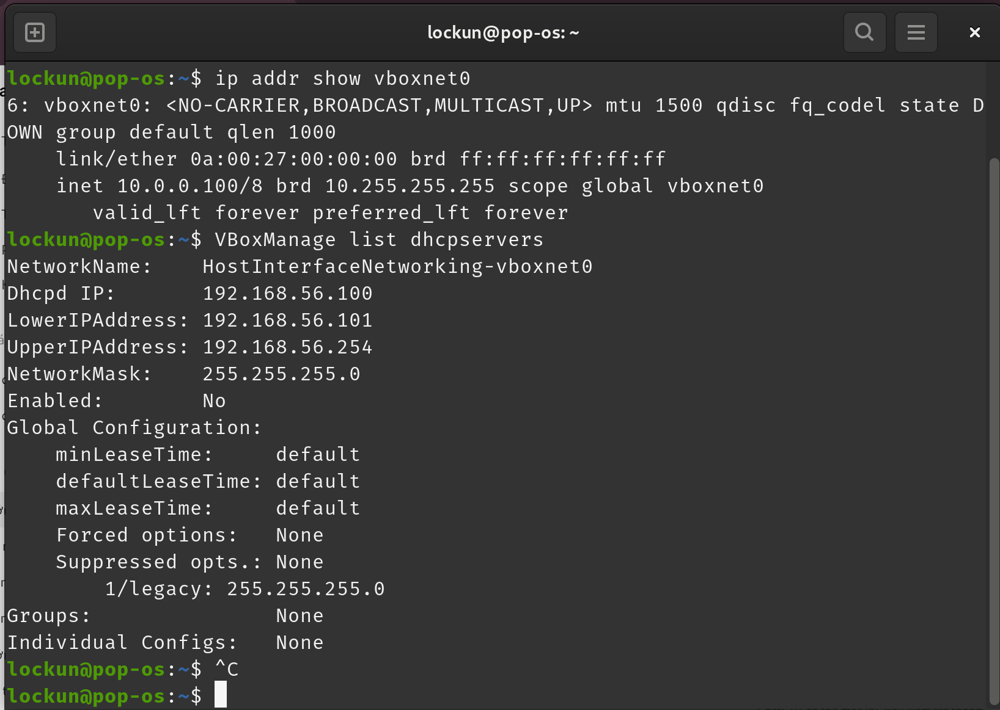 lockun@pop-os: ~
lockun@pop-os:~$ ip addr show vboxnet0
6: vboxnet0: <NO-CARRIER,BROADCAST,MULTICAST,UP> mtu 1500 qdisc fq_codel state D
OWN group default qlen 1000
    link/ether 0a:00:27:00:00:00 brd ff:ff:ff:ff:ff:ff
    inet 10.0.0.100/8 brd 10.255.255.255 scope global vboxnet0
       valid_lft forever preferred_lft forever
lockun@pop-os:~$ VBoxManage list dhcpservers
NetworkName:    HostInterfaceNetworking-vboxnet0
Dhcpd IP:       192.168.56.100
LowerIPAddress: 192.168.56.101
UpperIPAddress: 192.168.56.254
NetworkMask:    255.255.255.0
Enabled:        No
Global Configuration:
    minLeaseTime:     default
    defaultLeaseTime: default
    maxLeaseTime:     default
    Forced options:   None
    Suppressed opts.: None
        1/legacy: 255.255.255.0
Groups:               None
Individual Configs:   None
lockun@pop-os:~$ ^C
lockun@pop-os:~$